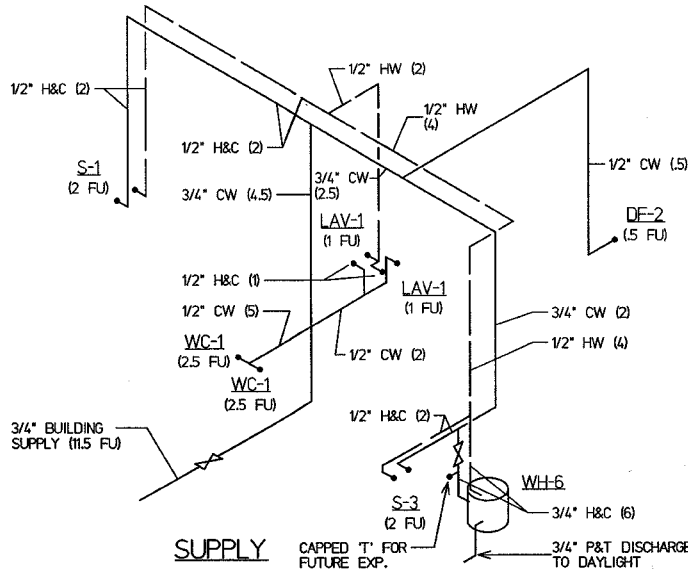 1/2" HW (2)
1/2" H&C (2)
1/2" HW
(4)
1/2" H&C (2)
3/4" CW
(2.5)
1/2" CW (.5)
S-1
(2 FU)
3/4" CW (4.5)
LAV-1
(1 FU)
DF-2
(.5 FU)
1/2" H&C (1)
LAV-1
(1 FU)
1/2" CW (5)
3/4" CW (2)
WC-1
(2.5 FU)
1/2" CW (2)
1/2" HW (4)
WC-1
(2.5 FU)
1/2" H&C (2)
3/4" BUILDING
SUPPLY (11.5 FU)
WH-6
S-3
(2 FU)
3/4" H&C (6)
SUPPLY
CAPPED 'T' FOR
FUTURE EXP.
3/4" P&T DISCHARGE
TO DAYLIGHT